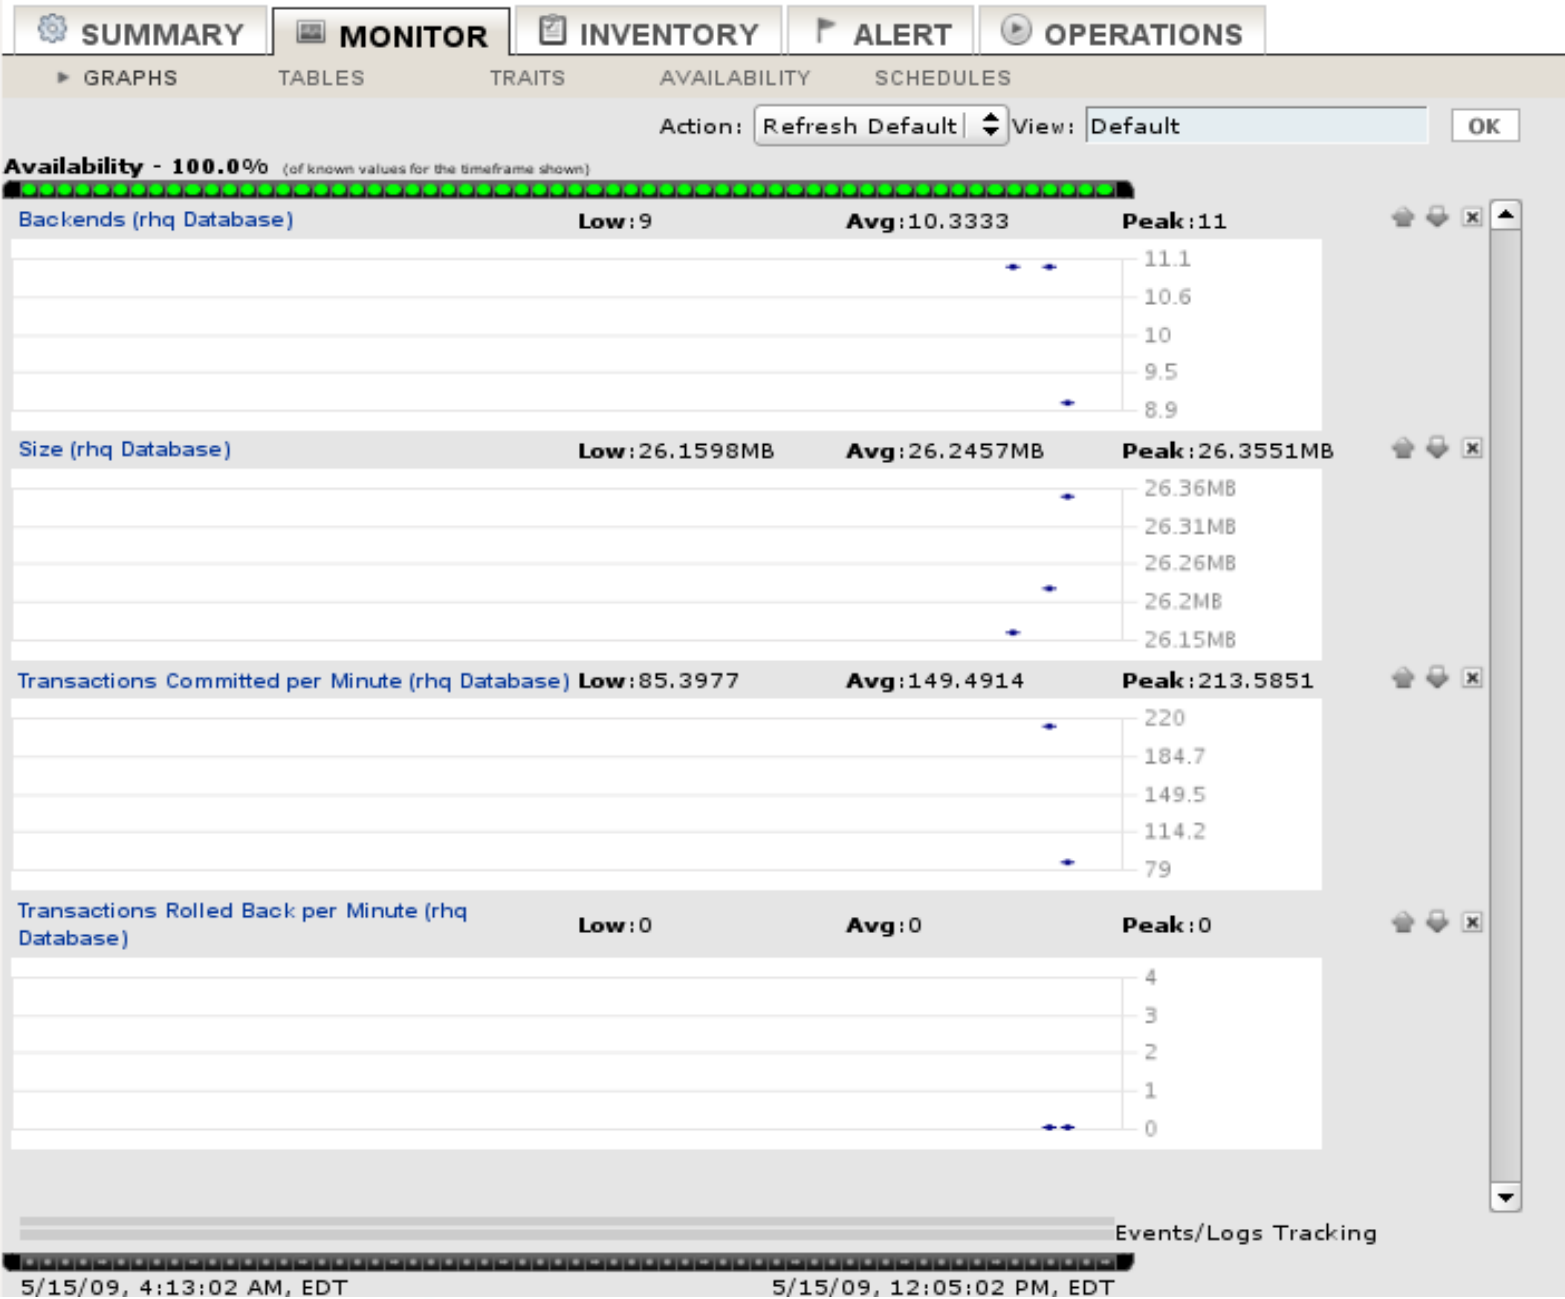 SUMMARY MONITOR INVENTORY ALERT OPERATIONS
GRAPHS TABLES TRAITS AVAILABILITY SCHEDULES
Action: Refresh Default View: Default OK
Availability - 100.0% (of known values for the timeframe shown)
Backends (rhq Database) Low:9 Avg:10.3333 Peak:11
11.1
10.6
10
9.5
8.9
Size (rhq Database) Low:26.1598MB Avg:26.2457MB Peak:26.3551MB
26.36MB
26.31MB
26.26MB
26.2MB
26.15MB
Transactions Committed per Minute (rhq Database) Low:85.3977 Avg:149.4914 Peak:213.5851
220
184.7
149.5
114.2
79
Transactions Rolled Back per Minute (rhq
Database) Low:0 Avg:0 Peak:0
4
3
2
1
0
Events/Logs Tracking
5/15/09, 4:13:02 AM, EDT 5/15/09, 12:05:02 PM, EDT